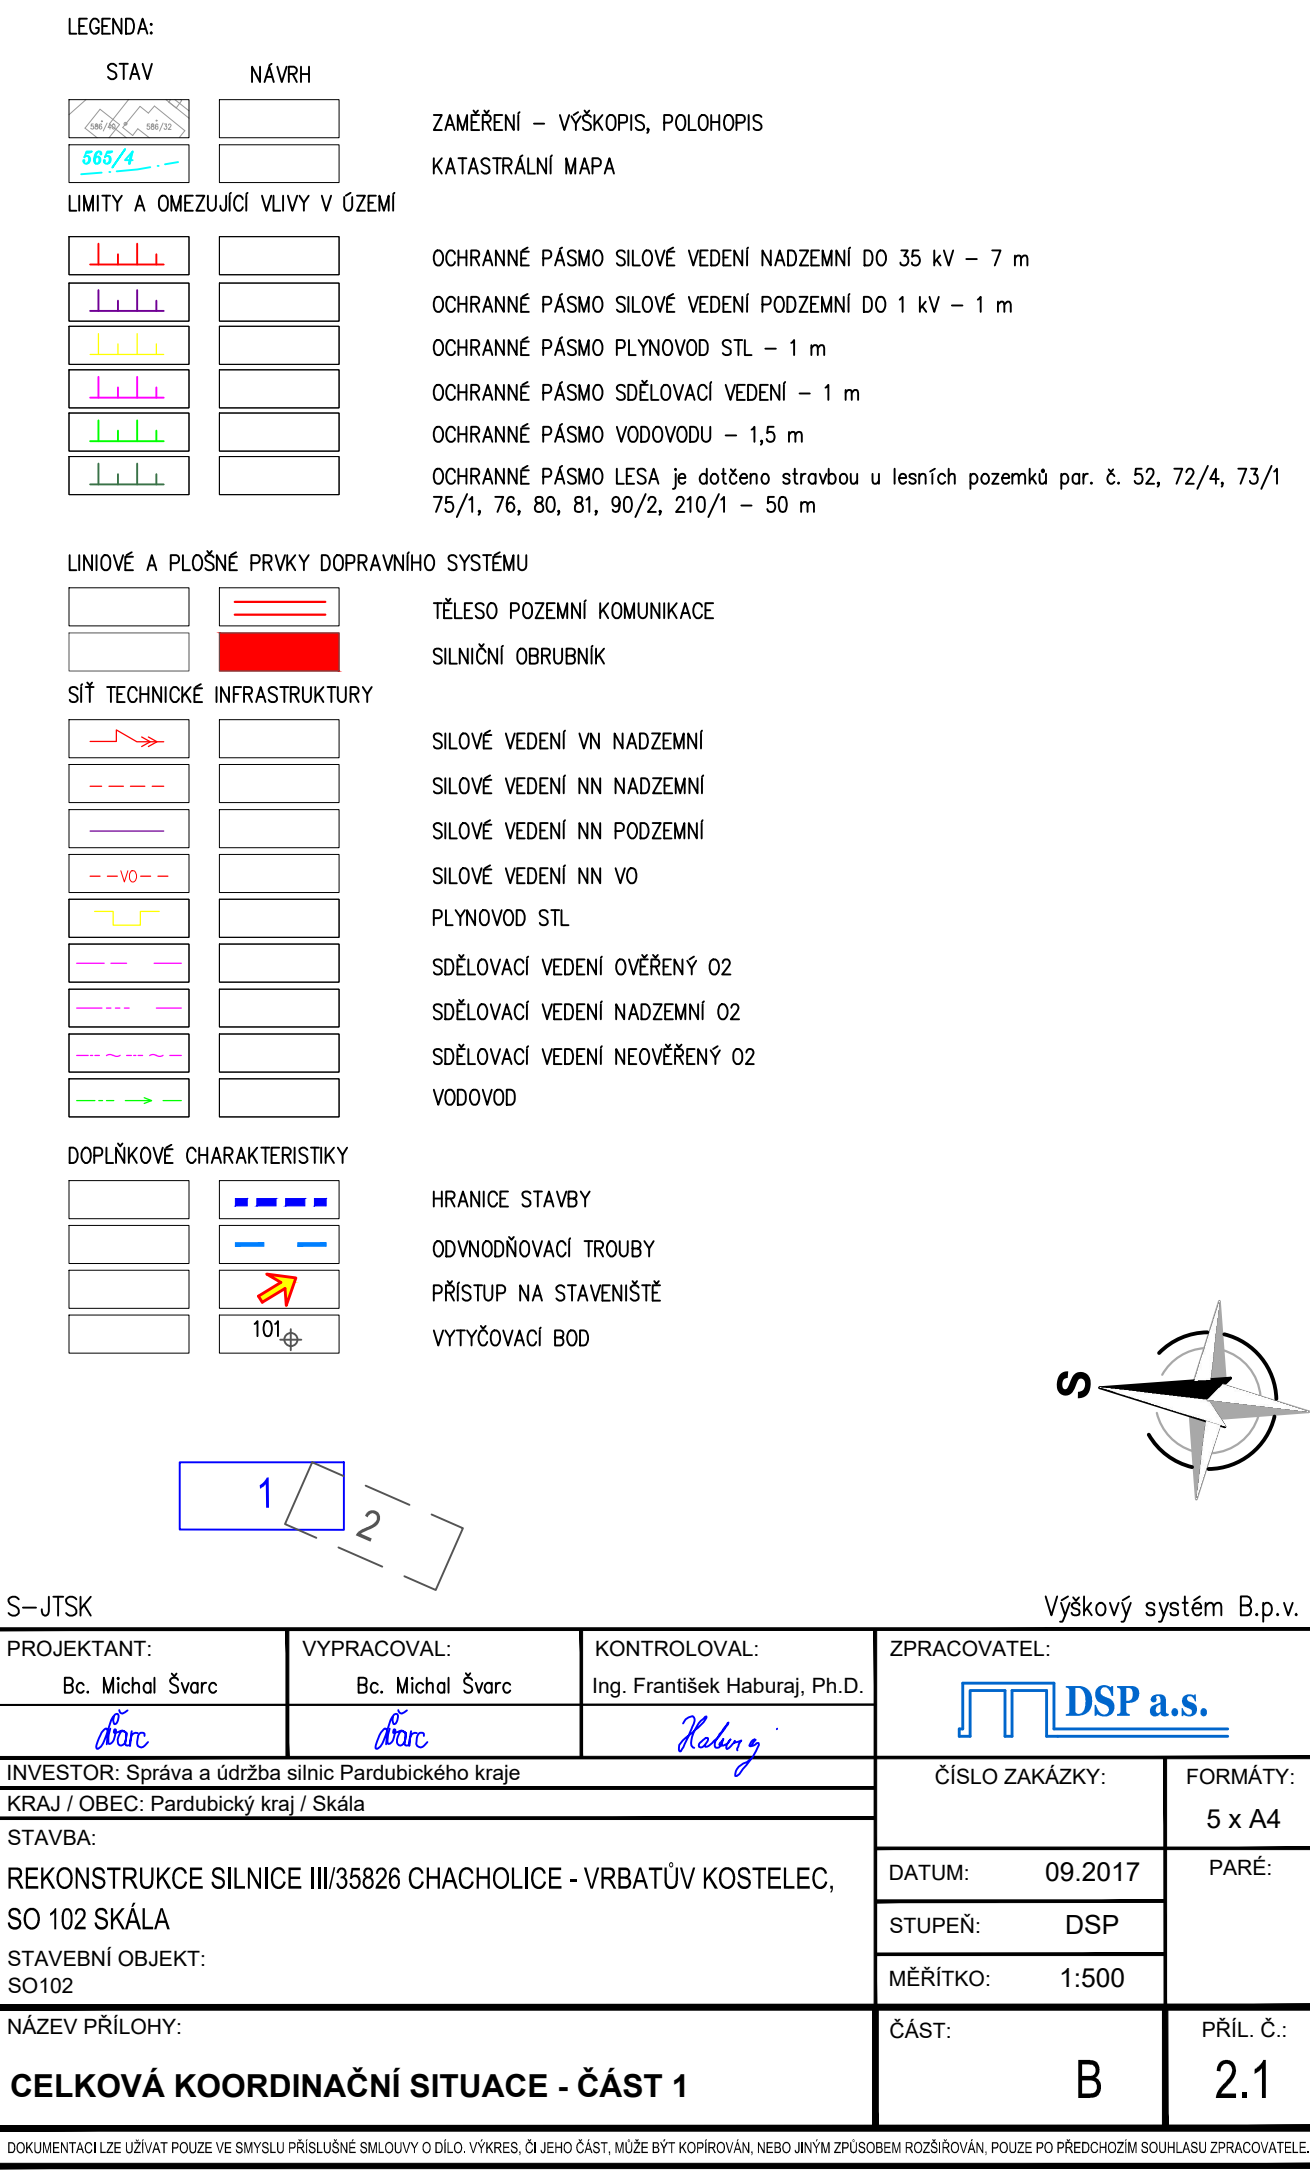 LEGENDA:
STAV NÁVRH
586/40 586/32 ZAMĚŘENÍ – VÝŠKOPIS, POLOHOPIS
565/4 KATASTRÁLNÍ MAPA
LIMITY A OMEZUJÍCÍ VLIVY V ÚZEMÍ
OCHRANNÉ PÁSMO SILOVÉ VEDENÍ NADZEMNÍ DO 35 kV – 7 m
OCHRANNÉ PÁSMO SILOVÉ VEDENÍ PODZEMNÍ DO 1 kV – 1 m
OCHRANNÉ PÁSMO PLYNOVOD STL – 1 m
OCHRANNÉ PÁSMO SDĚLOVACÍ VEDENÍ – 1 m
OCHRANNÉ PÁSMO VODOVODU – 1,5 m
OCHRANNÉ PÁSMO LESA je dotčeno stravbou u lesních pozemků par. č. 52, 72/4, 73/1
75/1, 76, 80, 81, 90/2, 210/1 – 50 m
LINIOVÉ A PLOŠNÉ PRVKY DOPRAVNÍHO SYSTÉMU
TĚLESO POZEMNÍ KOMUNIKACE
SILNIČNÍ OBRUBNÍK
SÍŤ TECHNICKÉ INFRASTRUKTURY
SILOVÉ VEDENÍ VN NADZEMNÍ
SILOVÉ VEDENÍ NN NADZEMNÍ
SILOVÉ VEDENÍ NN PODZEMNÍ
VO SILOVÉ VEDENÍ NN VO
PLYNOVOD STL
SDĚLOVACÍ VEDENÍ OVĚŘENÝ O2
SDĚLOVACÍ VEDENÍ NADZEMNÍ O2
SDĚLOVACÍ VEDENÍ NEOVĚŘENÝ O2
VODOVOD
DOPLŇKOVÉ CHARAKTERISTIKY
HRANICE STAVBY
ODVNODŇOVACÍ TROUBY
PŘÍSTUP NA STAVENIŠTĚ
101 VYTYČOVACÍ BOD
S
1
2
S–JTSK Výškový systém B.p.v.
PROJEKTANT: VYPRACOVAL: KONTROLOVAL: ZPRACOVATEL:
Bc. Michal Švarc Bc. Michal Švarc Ing. František Haburaj, Ph.D.
DSP a.s.
Švarc Švarc Haburaj
INVESTOR: Správa a údržba silnic Pardubického kraje ČÍSLO ZAKÁZKY: FORMÁTY:
KRAJ / OBEC: Pardubický kraj / Skála
5 x A4
STAVBA:
REKONSTRUKCE SILNICE III/35826 CHACHOLICE - VRBATŮV KOSTELEC,
SO 102 SKÁLA
DATUM: 09.2017 PARÉ:
STUPEŇ: DSP
STAVEBNÍ OBJEKT:
SO102
MĚŘÍTKO: 1:500
NÁZEV PŘÍLOHY: ČÁST: PŘÍL. Č.:
CELKOVÁ KOORDINAČNÍ SITUACE - ČÁST 1 B 2.1
DOKUMENTACI LZE UŽÍVAT POUZE VE SMYSLU PŘÍSLUŠNÉ SMLOUVY O DÍLO. VÝKRES, ČI JEHO ČÁST, MŮŽE BÝT KOPÍROVÁN, NEBO JINÝM ZPŮSOBEM ROZŠIŘOVÁN, POUZE PO PŘEDCHOZÍM SOUHLASU ZPRACOVATELE.